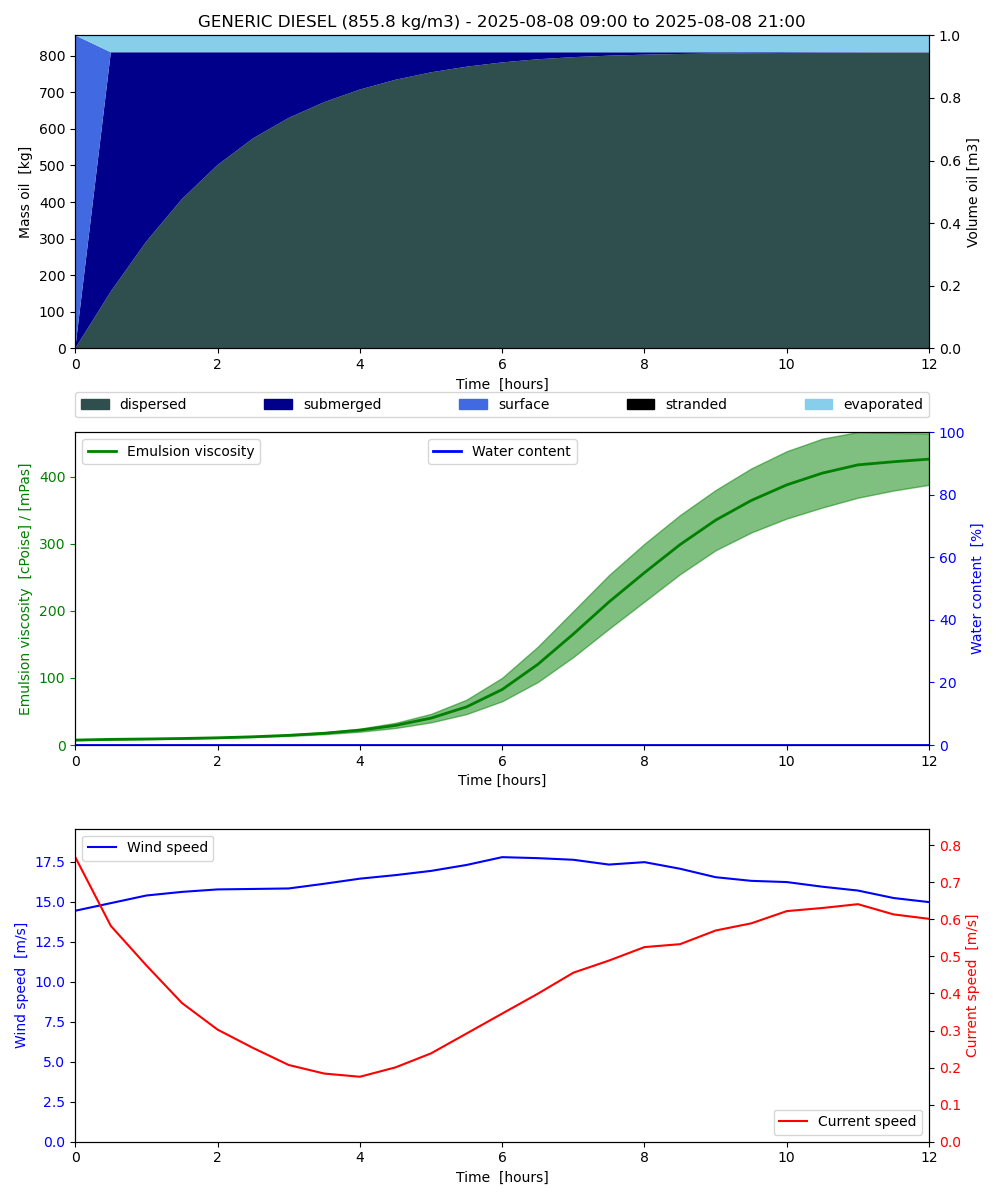 GENERIC DIESEL (855.8 kg/m3) - 2025-08-08 09:00 to 2025-08-08 21:00
800
700
600
500
400
300
200
100
0
Mass oil [kg]
1.0
0.8
0.6
0.4
0.2
0.0
Volume oil [m3]
0 2 4 6 8 10 12
Time [hours]
dispersed submerged surface stranded evaporated
Emulsion viscosity
Water content
400
300
200
100
0
Emulsion viscosity [cPoise] / [mPas]
100
80
60
40
20
0
Water content [%]
0 2 4 6 8 10 12
Time [hours]
Wind speed
17.5
15.0
12.5
10.0
7.5
5.0
2.5
0.0
Wind speed [m/s]
0.8
0.7
0.6
0.5
0.4
0.3
0.2
0.1
0.0
Current speed [m/s]
Current speed
0 2 4 6 8 10 12
Time [hours]